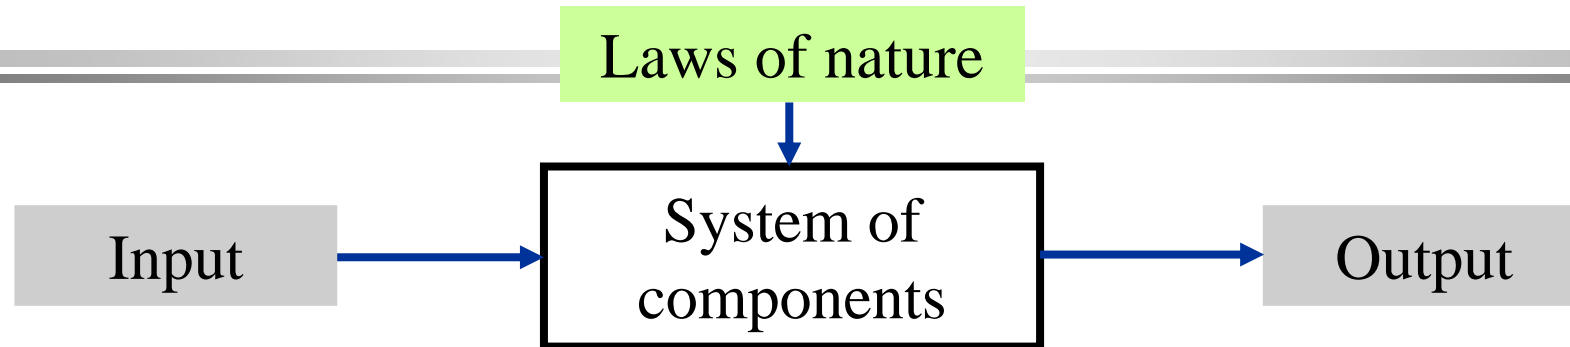 Laws of nature
Input
System of
components
Output